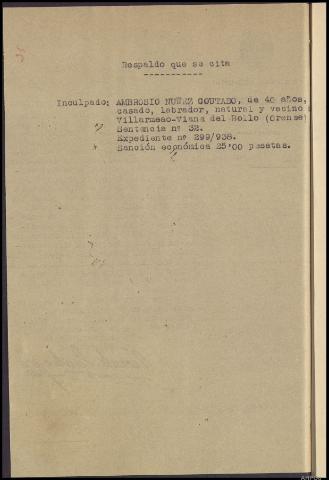 Respaldo que se cita
Inculpado: AMBROSIO NUÑEZ COUTADO, de 40 años,
casado, labrador, natural y vecino
Villarmeao-Viana del Bollo (Orense)
Sentencia nº 32.
Expediente nº 299/938.
Sanción económica 25'00 pesetas.